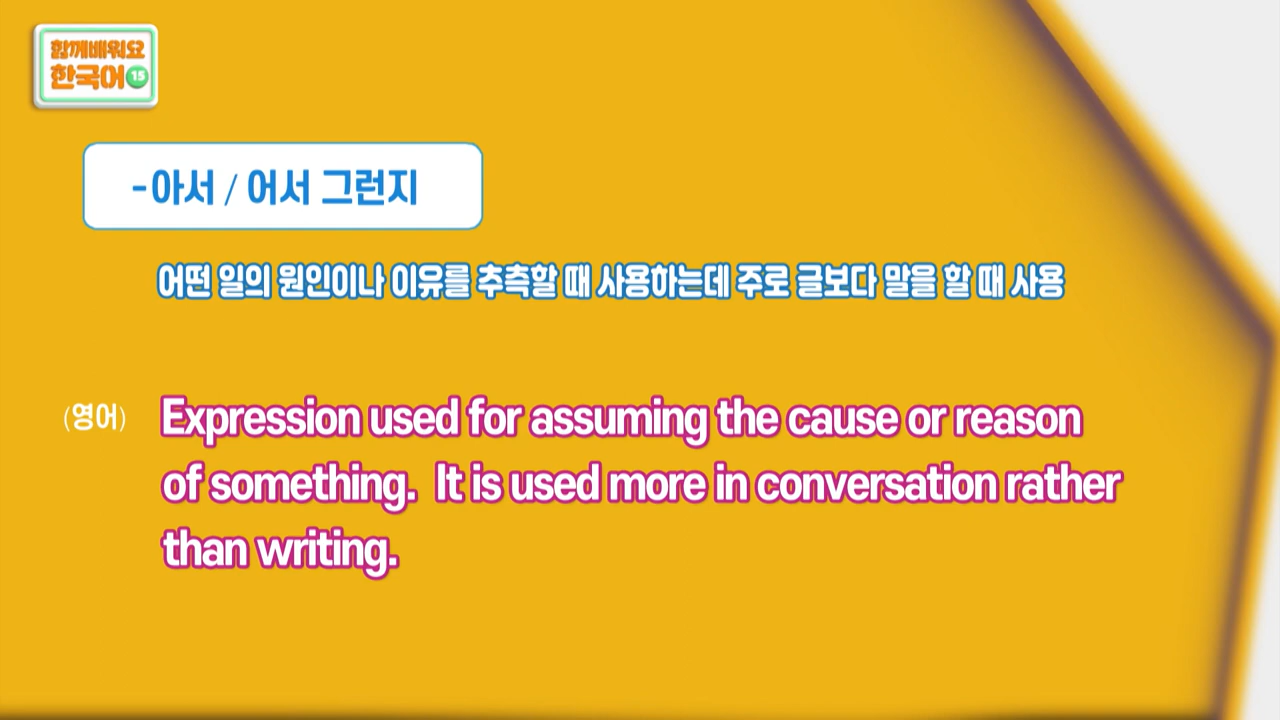 함께배워요
한국어 15
-아서 / 어서 그런지
어떤 일의 원인이나 이유를 추측할 때 사용하는데 주로 글보다 말을 할 때 사용
(영어) Expression used for assuming the cause or reason
of something. It is used more in conversation rather
than writing.